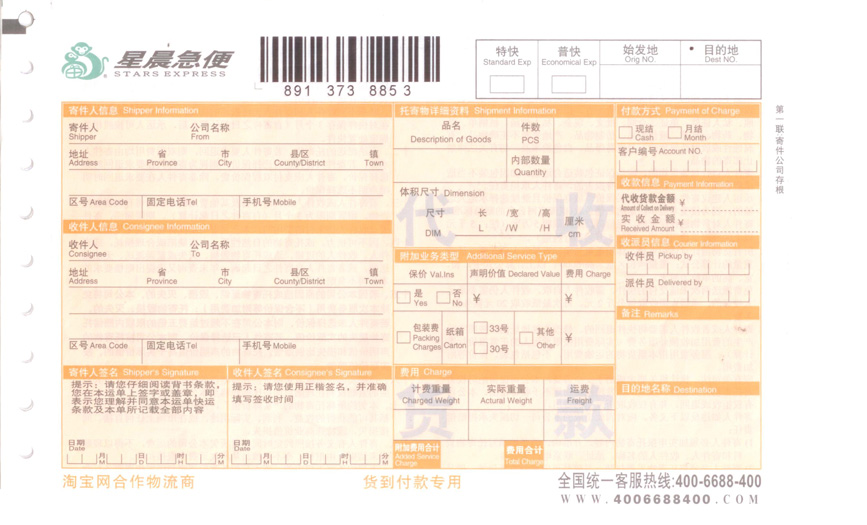 星晨急便
STARS EXPRESS
891 373 885 3
特快 普快 始发地 目的地
Standard Exp Economical Exp Orig NO. Dest NO.
寄件人信息 Shipper Information
寄件人 公司名称
Shipper From
地址 省 市 县/区 镇
Address Province City County/District Town
区号 Area Code 固定电话 Tel 手机号 Mobile
收件人信息 Consignee Information
收件人 公司名称
Consignee To
地址 省 市 县/区 镇
Address Province City County/District Town
区号 Area Code 固定电话 Tel 手机号 Mobile
寄件人签名 Shipper's Signature
提示:请您仔细阅读背书条款,
您在本运单上签字或盖章,即
表示您理解并同意本运单快运
条款及本单所记载全部内容
日期
Date
月 日 时 分
M D H M
收件人签名 Consignee's Signature
提示:请您使用正楷签名,并准确
填写签收时间
日期
Date
月 日 时 分
M D H M
托寄物详细资料 Shipment Information
品名 件数
Description of Goods PCS
内部数量
Quantity
体积尺寸 Dimension
尺寸 长 /宽 /高 厘米
DIM L /W /H cm
代收
货款
附加业务类型 Additional Service Type
保价 Val.Ins 声明价值 Declared Value 费用 Charge
是 否 ¥ ¥
Yes No
包装费 纸箱 33号 其他 ¥
Packing Charges Carton 30号 Other
费用 Charge
计费重量 实际重量 运费
Charged Weight Actural Weight Freight
附加费用合计 费用合计
Added Service Charge Total Charge
付款方式 Payment of Charge
现结 月结
Cash Month
客户编号 Account NO.
收款信息 Payment Information
代收货款金额 ¥
Amount of Collect on Delivery
实收金额 ¥
Received Amount
收派员信息 Courier Information
收件员 Pickup by
派件员 Delivered by
备注 Remarks
目的地名称 Destination
第一联寄件公司存根
淘宝网合作物流商 货到付款专用 全国统一客服热线:400-6688-400
WWW.4006688400.COM